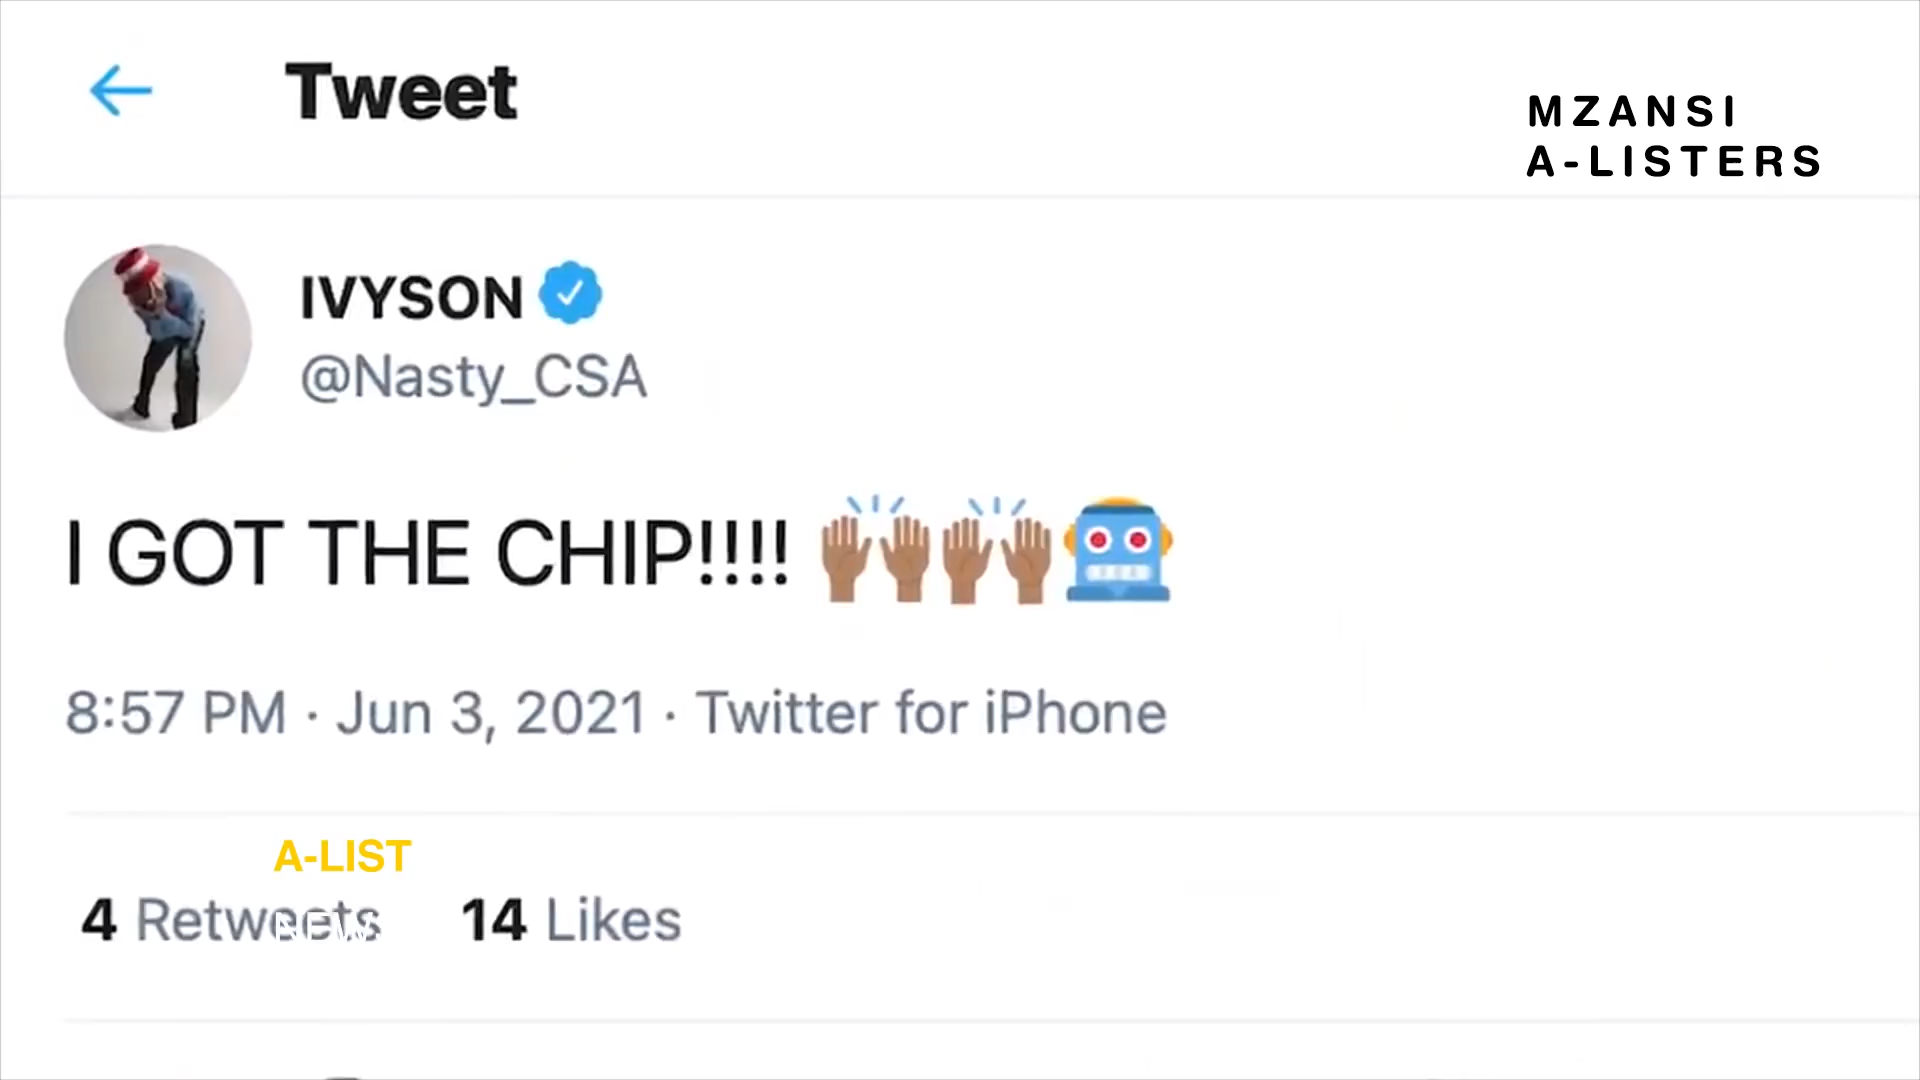 Tweet
MZANSI
A-LISTERS
IVYSON
@Nasty_CSA
I GOT THE CHIP!!!! 🙌🏾🙌🏾🤖
8:57 PM · Jun 3, 2021 · Twitter for iPhone
A-LIST
NEWS
4 Retweets 14 Likes